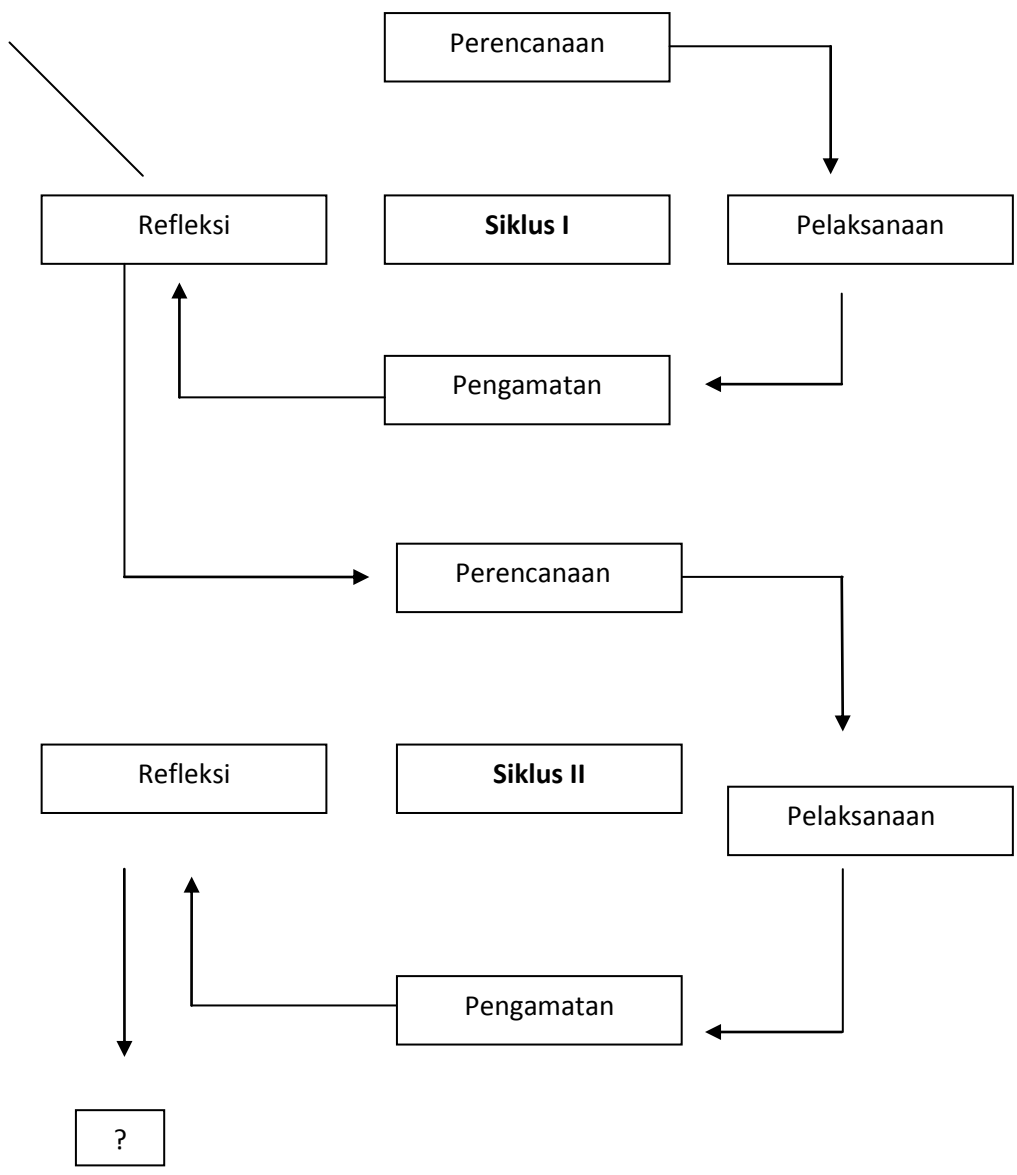 Perencanaan
Refleksi
Siklus I
Pelaksanaan
Pengamatan
Perencanaan
Refleksi
Siklus II
Pelaksanaan
Pengamatan
?